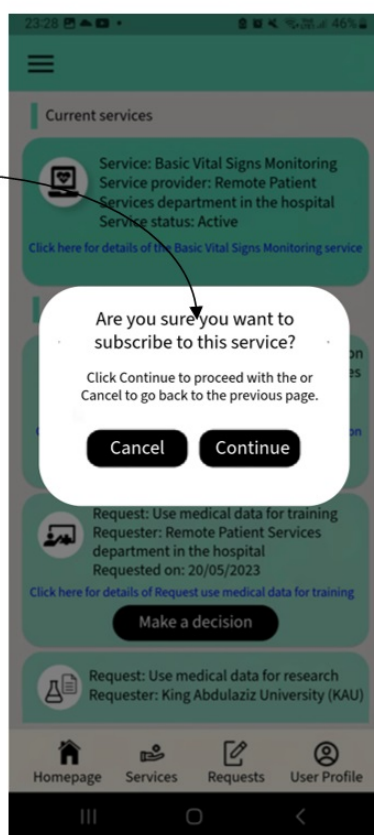 23:28
46%
Current services
Service: Basic Vital Signs Monitoring
Service provider: Remote Patient
Services department in the hospital
Service status: Active
Click here for details of the Basic Vital Signs Monitoring service
on
es
Are you sure you want to
subscribe to this service?
Click Continue to proceed with the or
Cancel to go back to the previous page.
on
Cancel
Continue
Request: Use medical data for training
Requester: Remote Patient Services
department in the hospital
Requested on: 20/05/2023
Click here for details of Request use medical data for training
Make a decision
Request: Use medical data for research
Requester: King Abdulaziz University (KAU)
Homepage
Services
Requests
User Profile